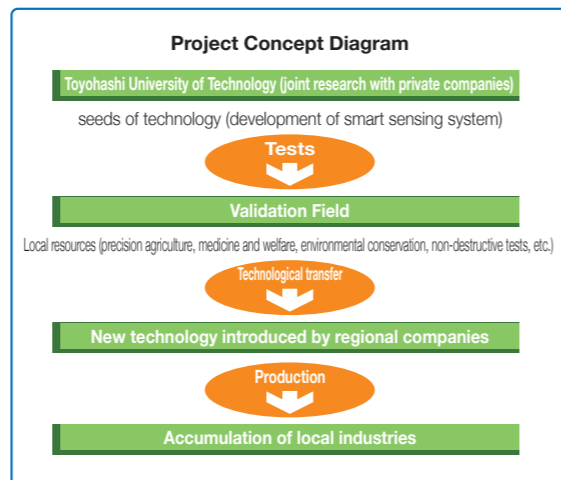 Project Concept Diagram
Toyohashi University of Technology (joint research with private companies)
seeds of technology (development of smart sensing system)
Tests
Validation Field
Local resources (precision agriculture, medicine and welfare, environmental conservation, non-destructive tests, etc.)
Technological transfer
New technology introduced by regional companies
Production
Accumulation of local industries